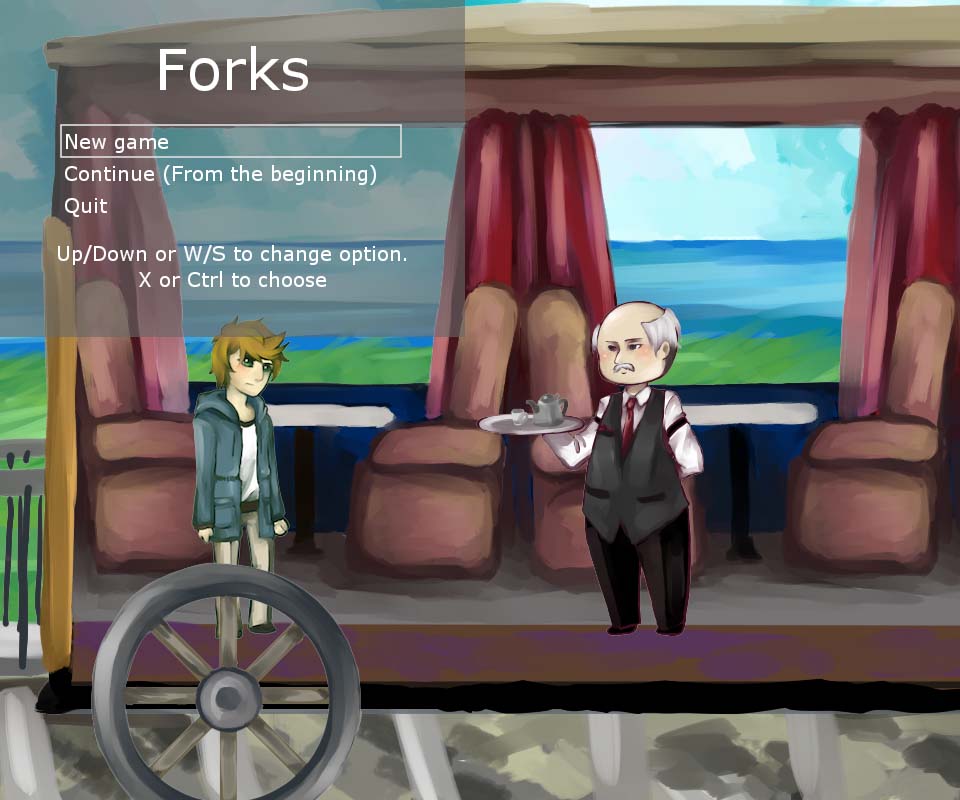 Forks
New game
Continue (From the beginning)
Quit
Up/Down or W/S to change option.
X or Ctrl to choose